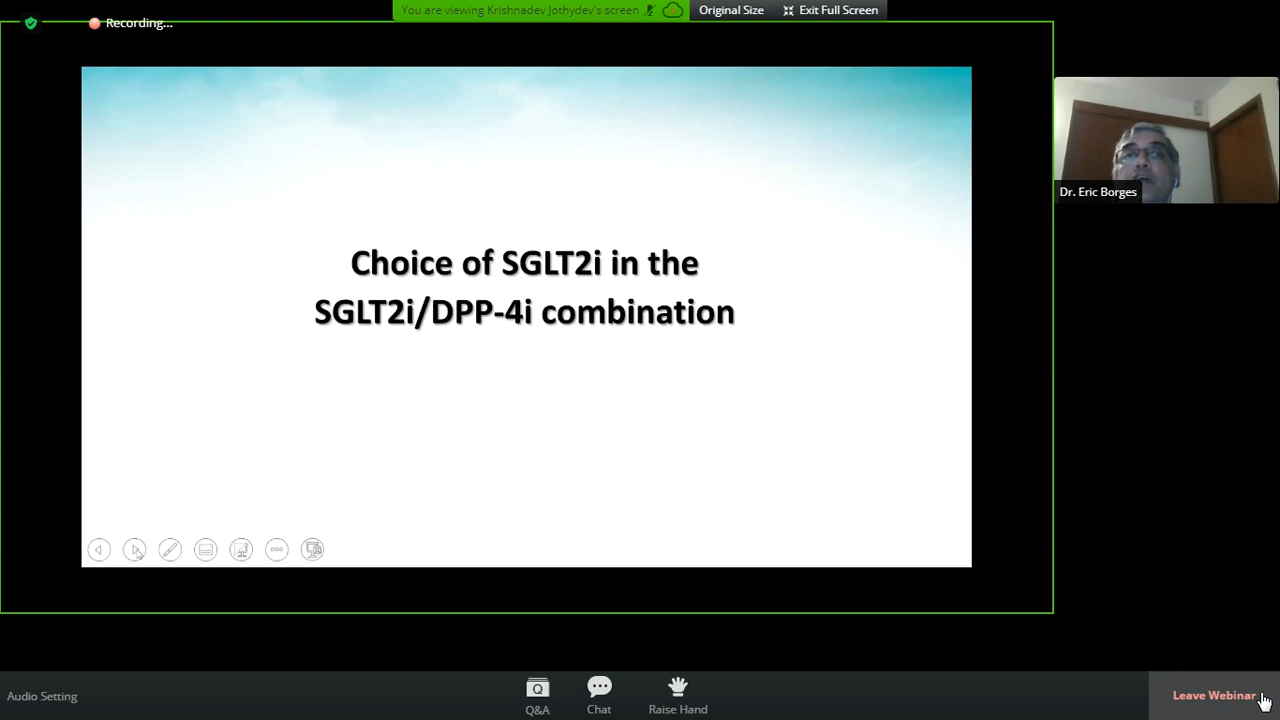 You are viewing Krishnadev Jothydev's screen
Original Size
Exit Full Screen
Recording...
Choice of SGLT2i in the
SGLT2i/DPP-4i combination
Dr. Eric Borges
Audio Setting
Q
Q&A
Chat
Raise Hand
Leave Webinar